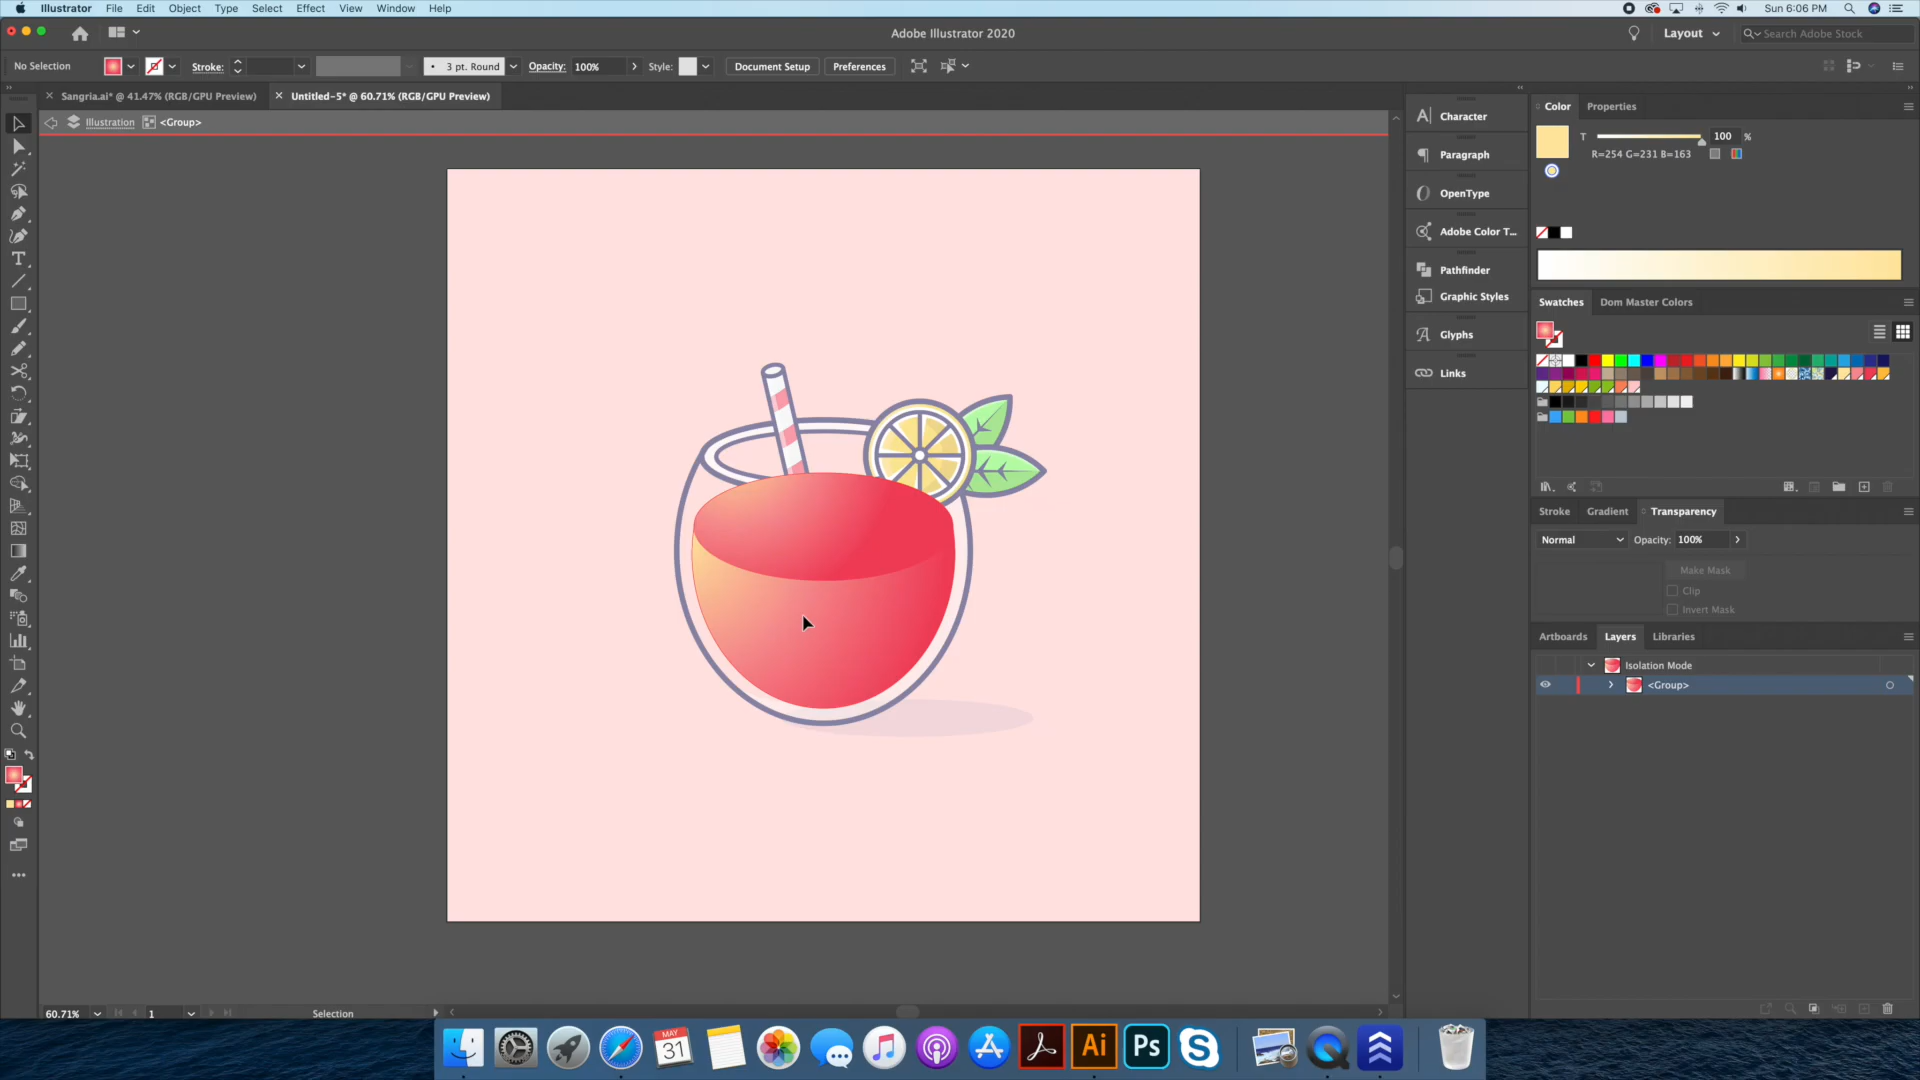 Illustrator File Edit Object Type Select Effect View Window Help Sun 6:06 PM
Adobe Illustrator 2020 Layout Search Adobe Stock
No Selection Stroke: 3 pt. Round Opacity: 100% Style: Document Setup Preferences
Sangria.ai* @ 41.47% (RGB/GPU Preview) Untitled-5* @ 60.71% (RGB/GPU Preview)
Illustration <Group>
Character
Paragraph
OpenType
Adobe Color T...
Pathfinder
Graphic Styles
Glyphs
Links
Color Properties
T 100 %
R=254 G=231 B=163
Swatches Dom Master Colors
Stroke Gradient Transparency
Normal Opacity: 100%
Make Mask
Clip
Invert Mask
Artboards Layers Libraries
Isolation Mode
<Group>
60.71% 1 Selection
MAY
31
Ai
Ps